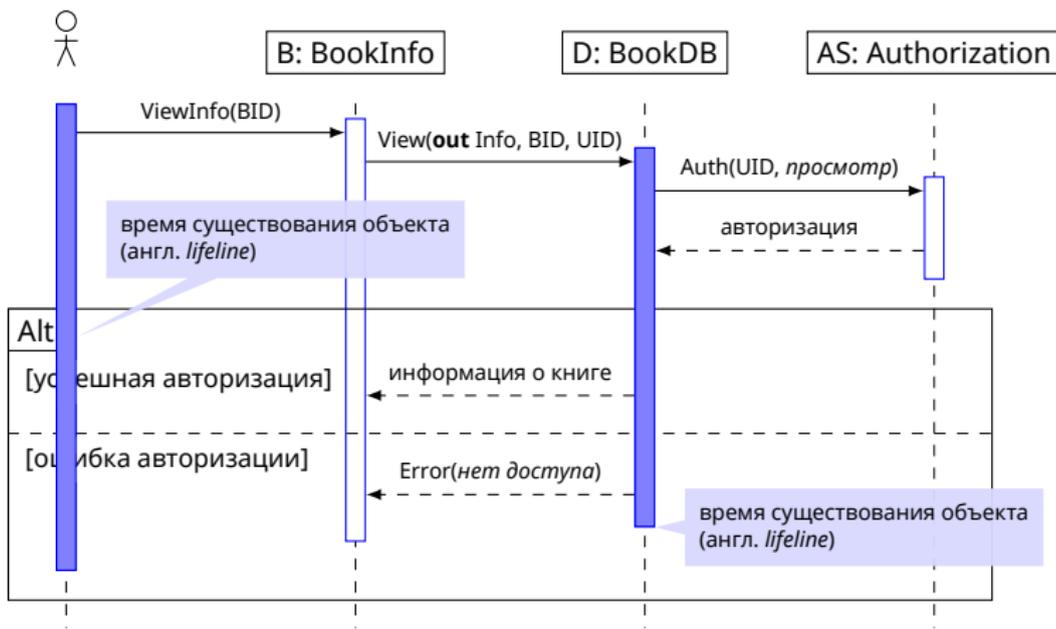 B: BookInfo
D: BookDB
AS: Authorization
ViewInfo(BID)
View(out Info, BID, UID)
Auth(UID, просмотр)
время существования объекта
(англ. lifeline)
авторизация
Alt
[успешная авторизация]
информация о книге
[ошибка авторизации]
Error(нет доступа)
время существования объекта
(англ. lifeline)